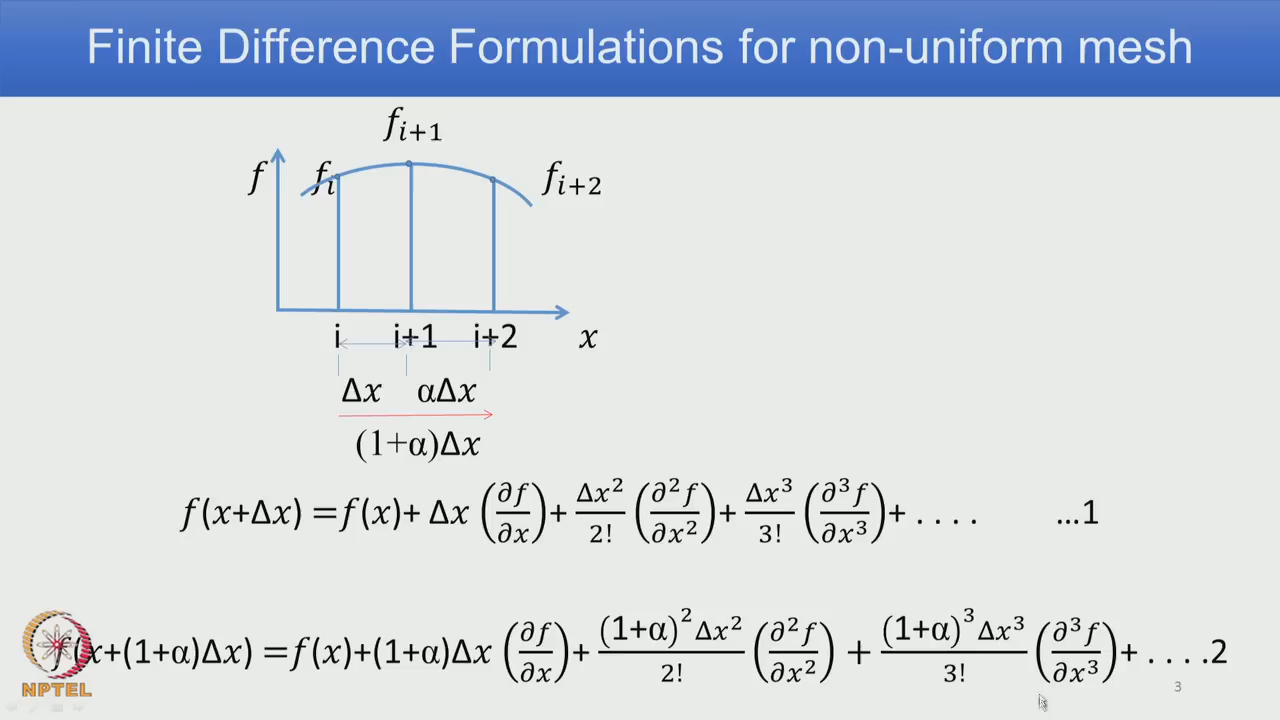 Finite Difference Formulations for non-uniform mesh
f_{i+1}
f f_i f_{i+2}
i i+1 i+2 x
Δx αΔx
(1+α)Δx
f(x+Δx) =f(x)+ Δx (∂f/∂x)+ Δx²/2! (∂²f/∂x²)+ Δx³/3! (∂³f/∂x³)+ . . . . ...1
f(x+(1+α)Δx) =f(x)+(1+α)Δx (∂f/∂x)+ (1+α)²Δx²/2! (∂²f/∂x²) + (1+α)³Δx³/3! (∂³f/∂x³)+ . . . .2
NPTEL
3